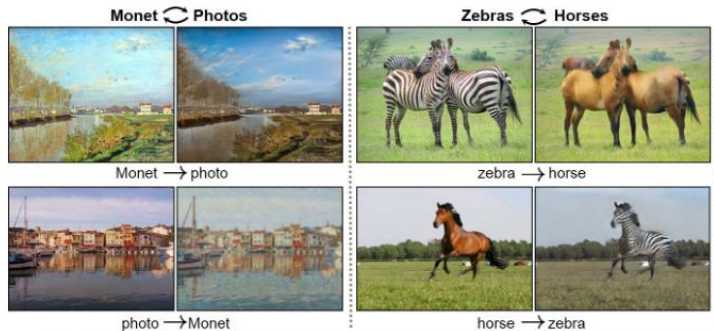 Monet Photos
Zebras Horses
Monet → photo
zebra → horse
photo → Monet
horse → zebra